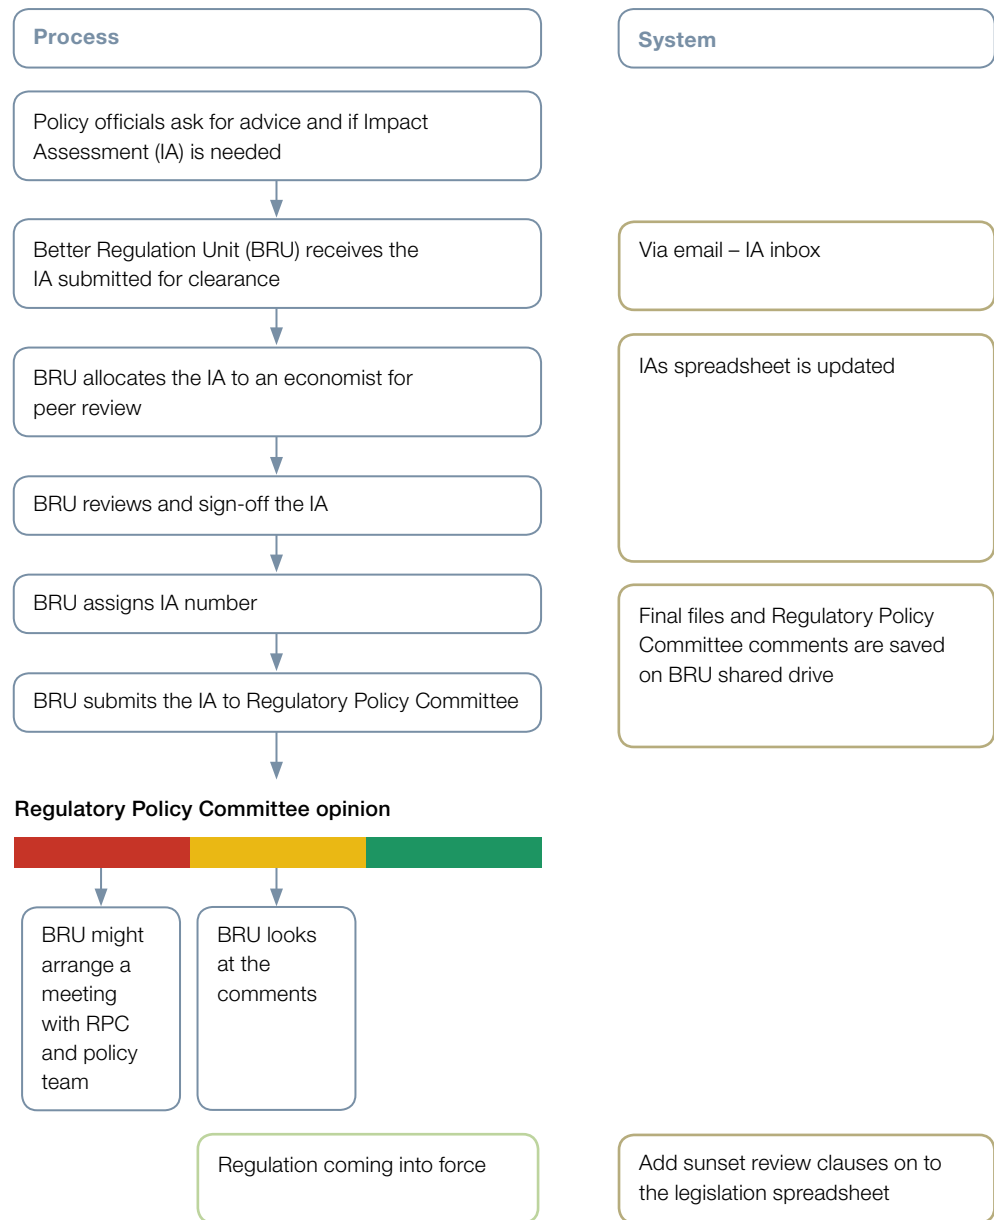 Process
System
Policy officials ask for advice and if Impact
Assessment (IA) is needed
Better Regulation Unit (BRU) receives the
IA submitted for clearance
Via email – IA inbox
BRU allocates the IA to an economist for
peer review
IAs spreadsheet is updated
BRU reviews and sign-off the IA
BRU assigns IA number
Final files and Regulatory Policy
Committee comments are saved
on BRU shared drive
BRU submits the IA to Regulatory Policy Committee
Regulatory Policy Committee opinion
BRU might
arrange a
meeting
with RPC
and policy
team
BRU looks
at the
comments
Regulation coming into force
Add sunset review clauses on to
the legislation spreadsheet